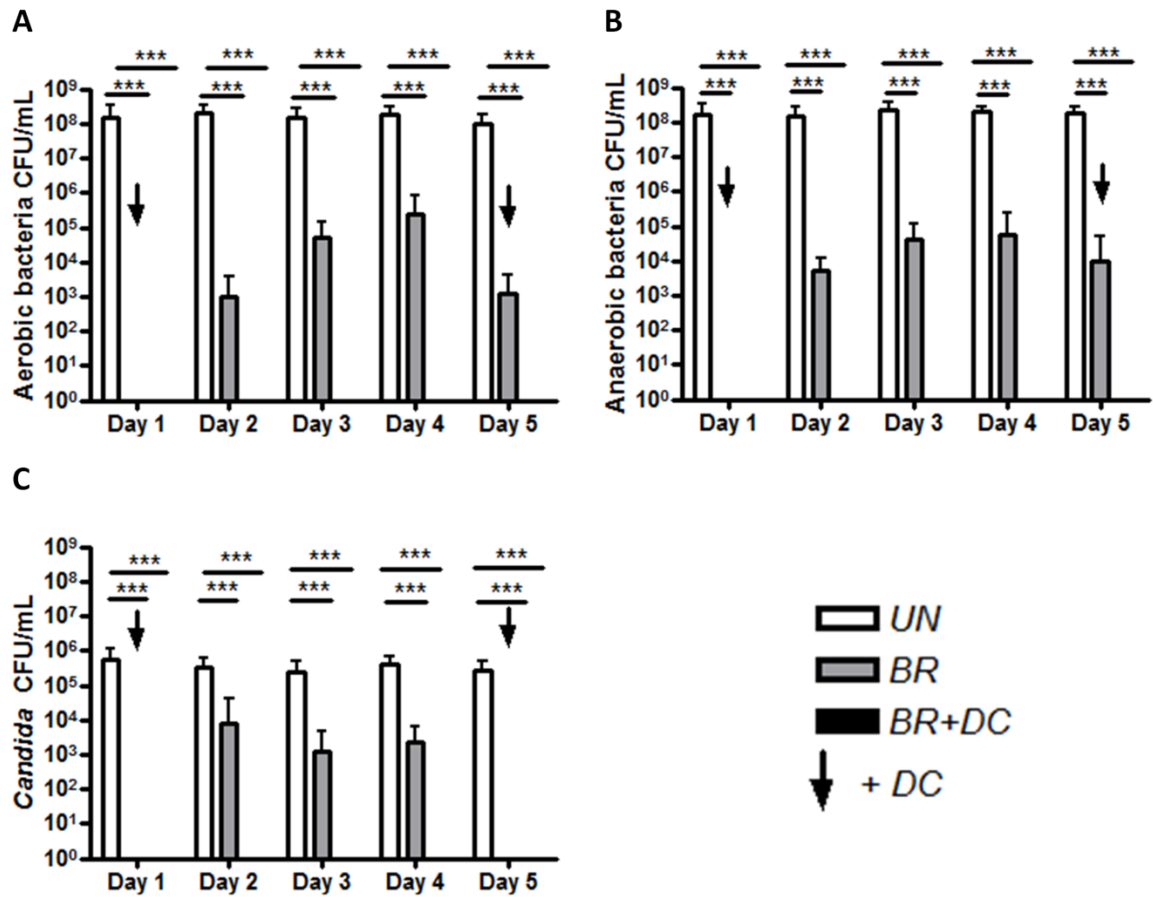 A
*** *** *** *** ***
*** *** *** *** ***
Aerobic bacteria CFU/mL
10⁹
10⁸
10⁷
10⁶
10⁵
10⁴
10³
10²
10¹
10⁰
Day 1 Day 2 Day 3 Day 4 Day 5
B
*** *** *** *** ***
*** *** *** *** ***
Anaerobic bacteria CFU/mL
10⁹
10⁸
10⁷
10⁶
10⁵
10⁴
10³
10²
10¹
10⁰
Day 1 Day 2 Day 3 Day 4 Day 5
C
*** *** *** *** ***
*** *** *** *** ***
Candida CFU/mL
10⁹
10⁸
10⁷
10⁶
10⁵
10⁴
10³
10²
10¹
10⁰
Day 1 Day 2 Day 3 Day 4 Day 5
UN
BR
BR+DC
+ DC